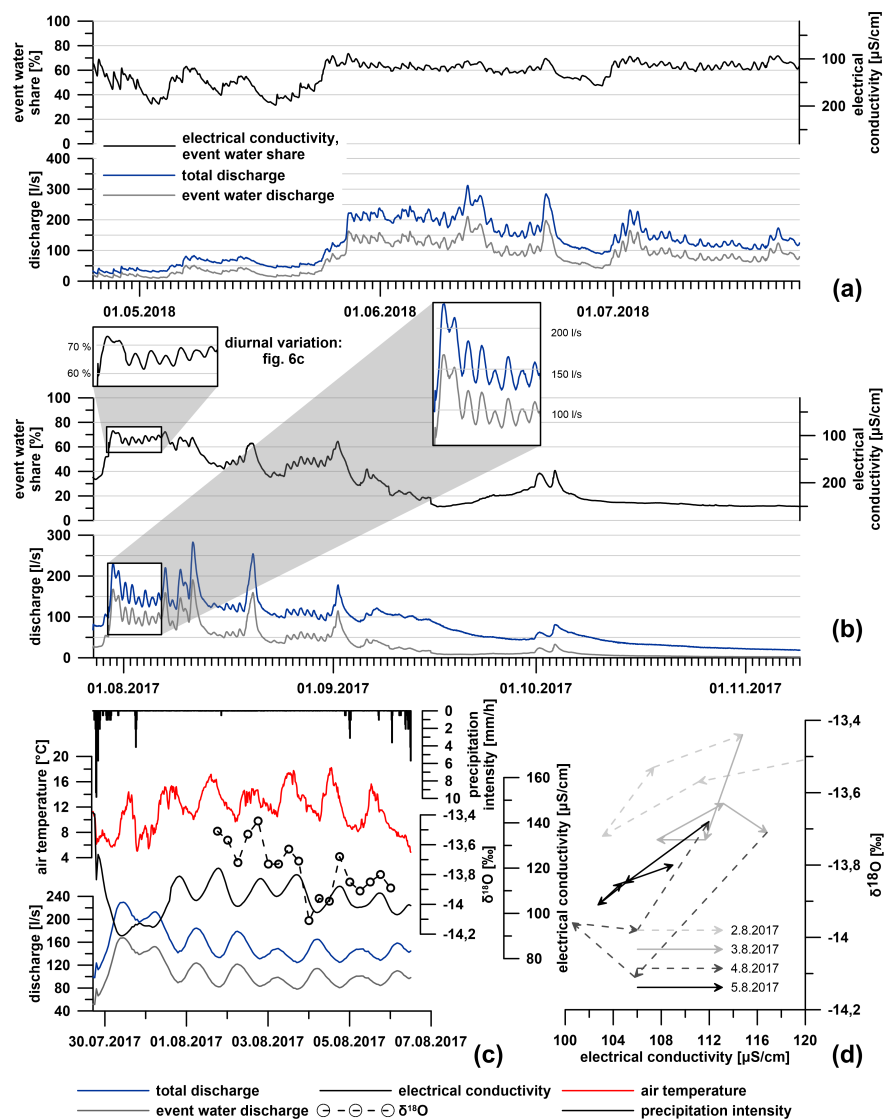 100
80
60
40
20
0
event water
share [%]
100
200
electrical
conductivity [µS/cm]
electrical conductivity,
event water share
total discharge
event water discharge
400
300
200
100
0
discharge [l/s]
(a)
01.05.2018
01.06.2018
01.07.2018
70 %
60 %
diurnal variation:
fig. 6c
200 l/s
150 l/s
100 l/s
100
80
60
40
20
0
event water
share [%]
100
200
electrical
conductivity [µS/cm]
300
200
100
0
discharge [l/s]
(b)
01.08.2017
01.09.2017
01.10.2017
01.11.2017
20
16
12
8
4
air temperature [°C]
0
2
4
6
8
10
precipitation
intensity [mm/h]
-13,4
-13,6
-13,8
-14
-14,2
δ18O [‰]
160
140
120
100
80
electrical conductivity [µS/cm]
240
200
160
120
80
40
discharge [l/s]
30.07.2017
01.08.2017
03.08.2017
05.08.2017
07.08.2017
(c)
-13,4
-13,6
-13,8
-14
-14,2
δ18O [‰]
2.8.2017
3.8.2017
4.8.2017
5.8.2017
100
104
108
112
116
120
electrical conductivity [µS/cm]
(d)
total discharge
electrical conductivity
air temperature
event water discharge
δ18O
precipitation intensity